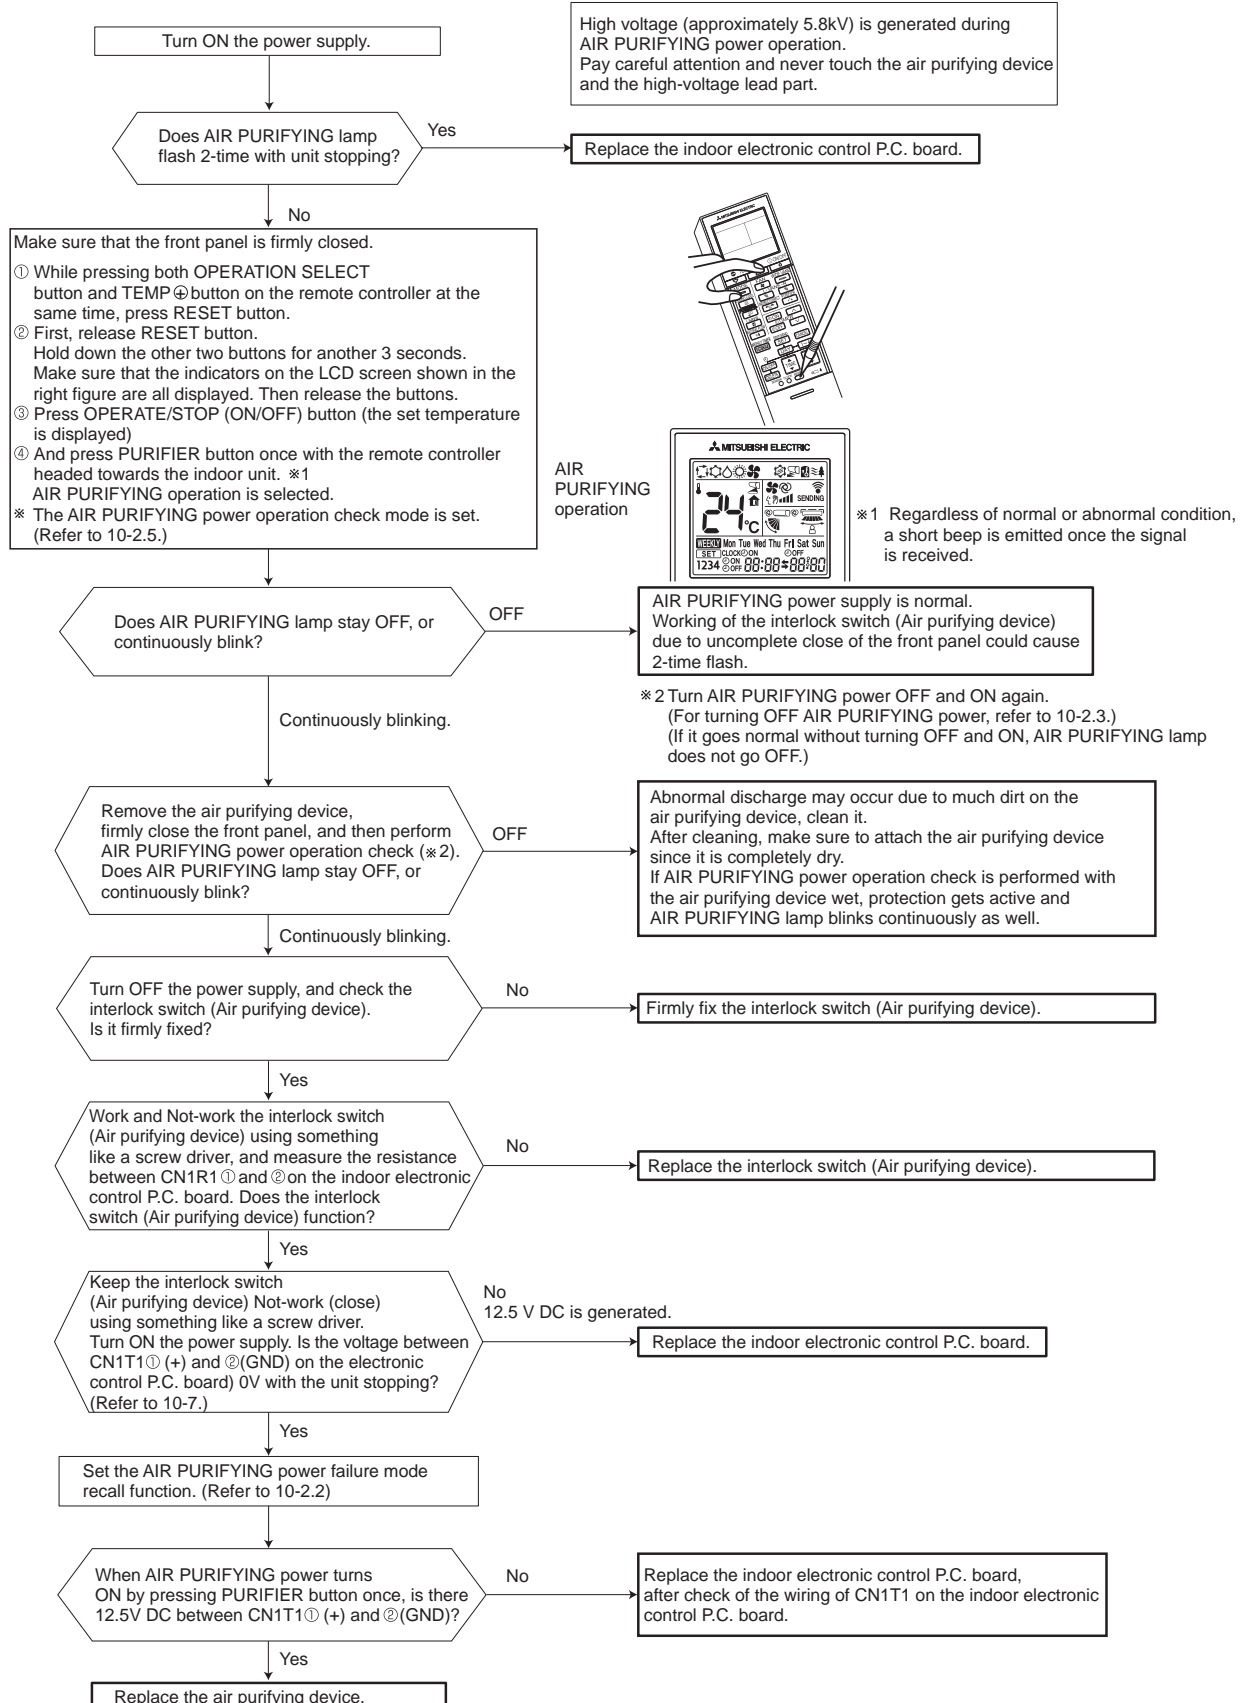 Turn ON the power supply.
High voltage (approximately 5.8kV) is generated during
AIR PURIFYING power operation.
Pay careful attention and never touch the air purifying device
and the high-voltage lead part.
Does AIR PURIFYING lamp
flash 2-time with unit stopping?
Yes
Replace the indoor electronic control P.C. board.
No
Make sure that the front panel is firmly closed.
① While pressing both OPERATION SELECT
button and TEMP ⊕ button on the remote controller at the
same time, press RESET button.
② First, release RESET button.
Hold down the other two buttons for another 3 seconds.
Make sure that the indicators on the LCD screen shown in the
right figure are all displayed. Then release the buttons.
③ Press OPERATE/STOP (ON/OFF) button (the set temperature
is displayed)
④ And press PURIFIER button once with the remote controller
headed towards the indoor unit. ※1
AIR PURIFYING operation is selected.
※ The AIR PURIFYING power operation check mode is set.
(Refer to 10-2.5.)
MITSUBISHI ELECTRIC
AIR
PURIFYING
operation
MITSUBISHI ELECTRIC
SENDING
24°C
WEEKLY Mon Tue Wed Thu Fri Sat Sun
SET CLOCK ON OFF
1234 ON OFF 88:88 88:80
※1 Regardless of normal or abnormal condition,
a short beep is emitted once the signal
is received.
Does AIR PURIFYING lamp stay OFF, or
continuously blink?
OFF
AIR PURIFYING power supply is normal.
Working of the interlock switch (Air purifying device)
due to uncomplete close of the front panel could cause
2-time flash.
※2 Turn AIR PURIFYING power OFF and ON again.
(For turning OFF AIR PURIFYING power, refer to 10-2.3.)
(If it goes normal without turning OFF and ON, AIR PURIFYING lamp
does not go OFF.)
Continuously blinking.
Remove the air purifying device,
firmly close the front panel, and then perform
AIR PURIFYING power operation check (※2).
Does AIR PURIFYING lamp stay OFF, or
continuously blink?
OFF
Abnormal discharge may occur due to much dirt on the
air purifying device, clean it.
After cleaning, make sure to attach the air purifying device
since it is completely dry.
If AIR PURIFYING power operation check is performed with
the air purifying device wet, protection gets active and
AIR PURIFYING lamp blinks continuously as well.
Continuously blinking.
Turn OFF the power supply, and check the
interlock switch (Air purifying device).
Is it firmly fixed?
No
Firmly fix the interlock switch (Air purifying device).
Yes
Work and Not-work the interlock switch
(Air purifying device) using something
like a screw driver, and measure the resistance
between CN1R1 ① and ② on the indoor electronic
control P.C. board. Does the interlock
switch (Air purifying device) function?
No
Replace the interlock switch (Air purifying device).
Yes
Keep the interlock switch
(Air purifying device) Not-work (close)
using something like a screw driver.
Turn ON the power supply. Is the voltage between
CN1T1① (+) and ②(GND) on the electronic
control P.C. board) 0V with the unit stopping?
(Refer to 10-7.)
No
12.5 V DC is generated.
Replace the indoor electronic control P.C. board.
Yes
Set the AIR PURIFYING power failure mode
recall function. (Refer to 10-2.2)
When AIR PURIFYING power turns
ON by pressing PURIFIER button once, is there
12.5V DC between CN1T1① (+) and ②(GND)?
No
Replace the indoor electronic control P.C. board,
after check of the wiring of CN1T1 on the indoor electronic
control P.C. board.
Yes
Replace the air purifying device.